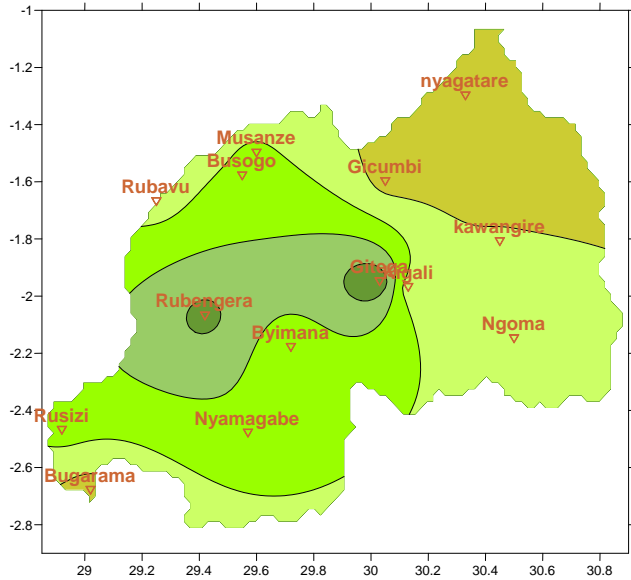 -1
-1.2
nyagatare
-1.4
Musanze
Busogo
Gicumbi
-1.6
Rubavu
kawangire
-1.8
Gitega
Kigali
-2
Rubengera
Ngoma
Byimana
-2.2
-2.4
Rusizi
Nyamagabe
-2.6
Bugarama
-2.8
29 29.2 29.4 29.6 29.8 30 30.2 30.4 30.6 30.8